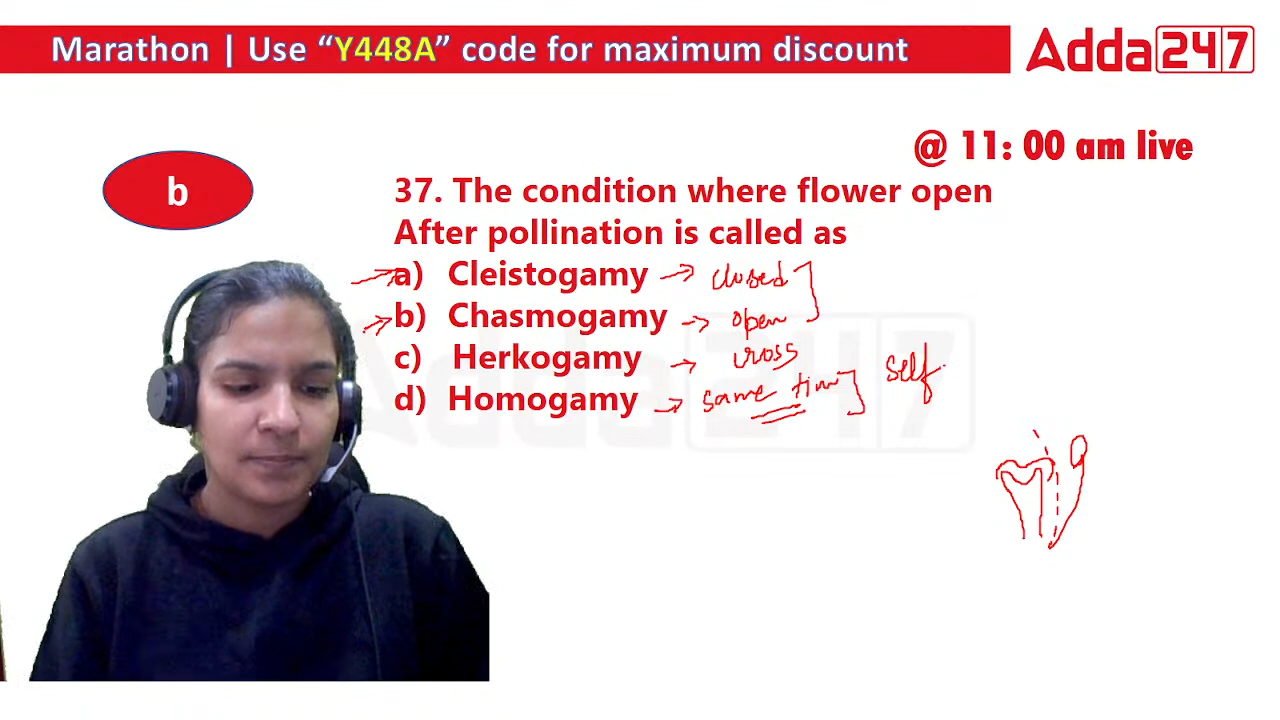 Marathon | Use “Y448A” code for maximum discount
Adda247
@ 11: 00 am live
b
37. The condition where flower open
After pollination is called as
a) Cleistogamy → closed
b) Chasmogamy → open
c) Herkogamy → cross
d) Homogamy → same time
self
Adda247